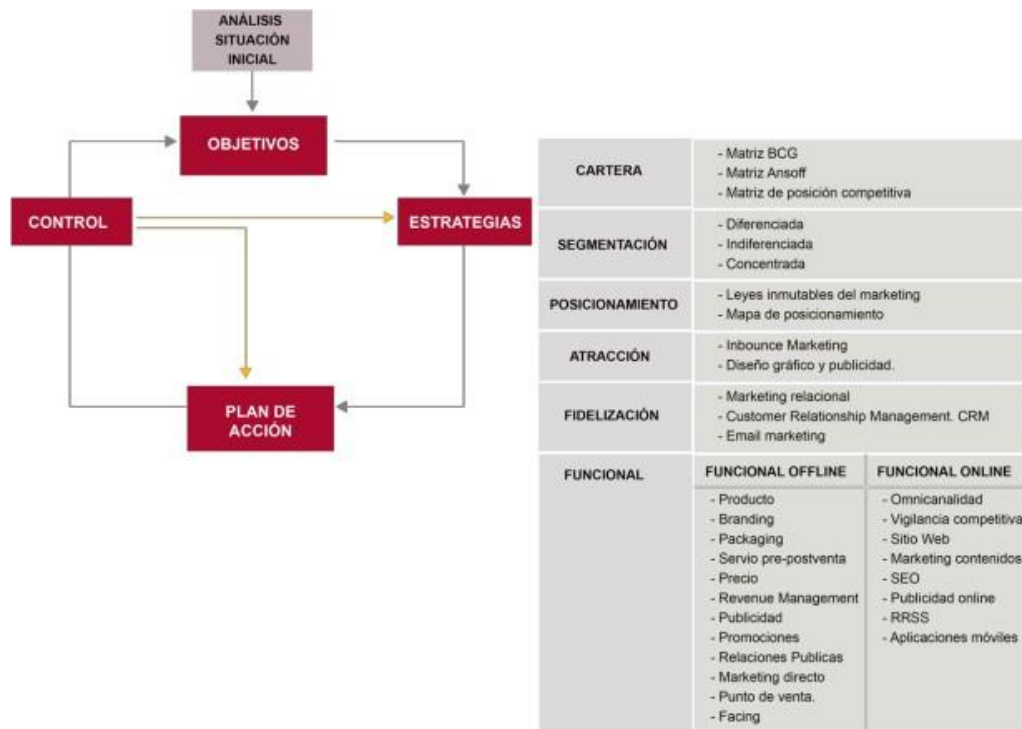 ANÁLISIS
SITUACIÓN
INICIAL
OBJETIVOS
CONTROL
ESTRATEGIAS
PLAN DE
ACCIÓN
CARTERA
- Matriz BCG
- Matriz Ansoff
- Matriz de posición competitiva
SEGMENTACIÓN
- Diferenciada
- Indiferenciada
- Concentrada
POSICIONAMIENTO
- Leyes inmutables del marketing
- Mapa de posicionamiento
ATRACCIÓN
- Inbounce Marketing
- Diseño gráfico y publicidad.
FIDELIZACIÓN
- Marketing relacional
- Customer Relationship Management. CRM
- Email marketing
FUNCIONAL
FUNCIONAL OFFLINE
- Producto
- Branding
- Packaging
- Servio pre-postventa
- Precio
- Revenue Management
- Publicidad
- Promociones
- Relaciones Publicas
- Marketing directo
- Punto de venta.
- Facing
FUNCIONAL ONLINE
- Omnicanalidad
- Vigilancia competitiva
- Sitio Web
- Marketing contenidos
- SEO
- Publicidad online
- RRSS
- Aplicaciones móviles